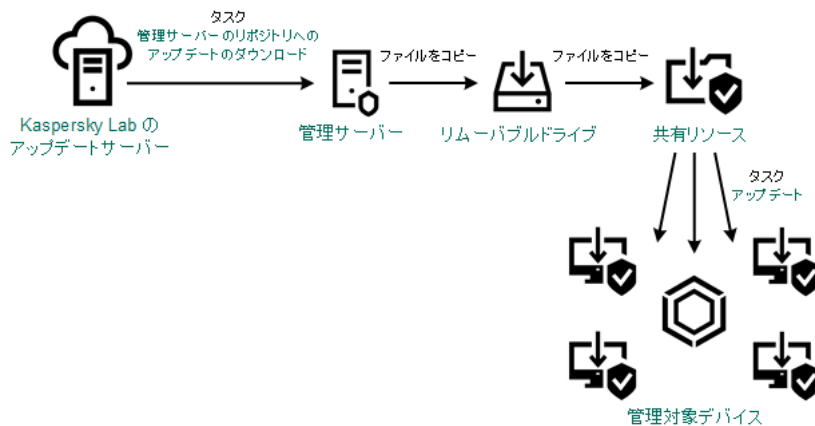 タスク
管理サーバーのリポジトリへの
アップデートのダウンロード
ファイルをコピー
ファイルをコピー
Kaspersky Lab の
アップデートサーバー
管理サーバー
リムーバブルドライブ
共有リソース
タスク
アップデート
管理対象デバイス